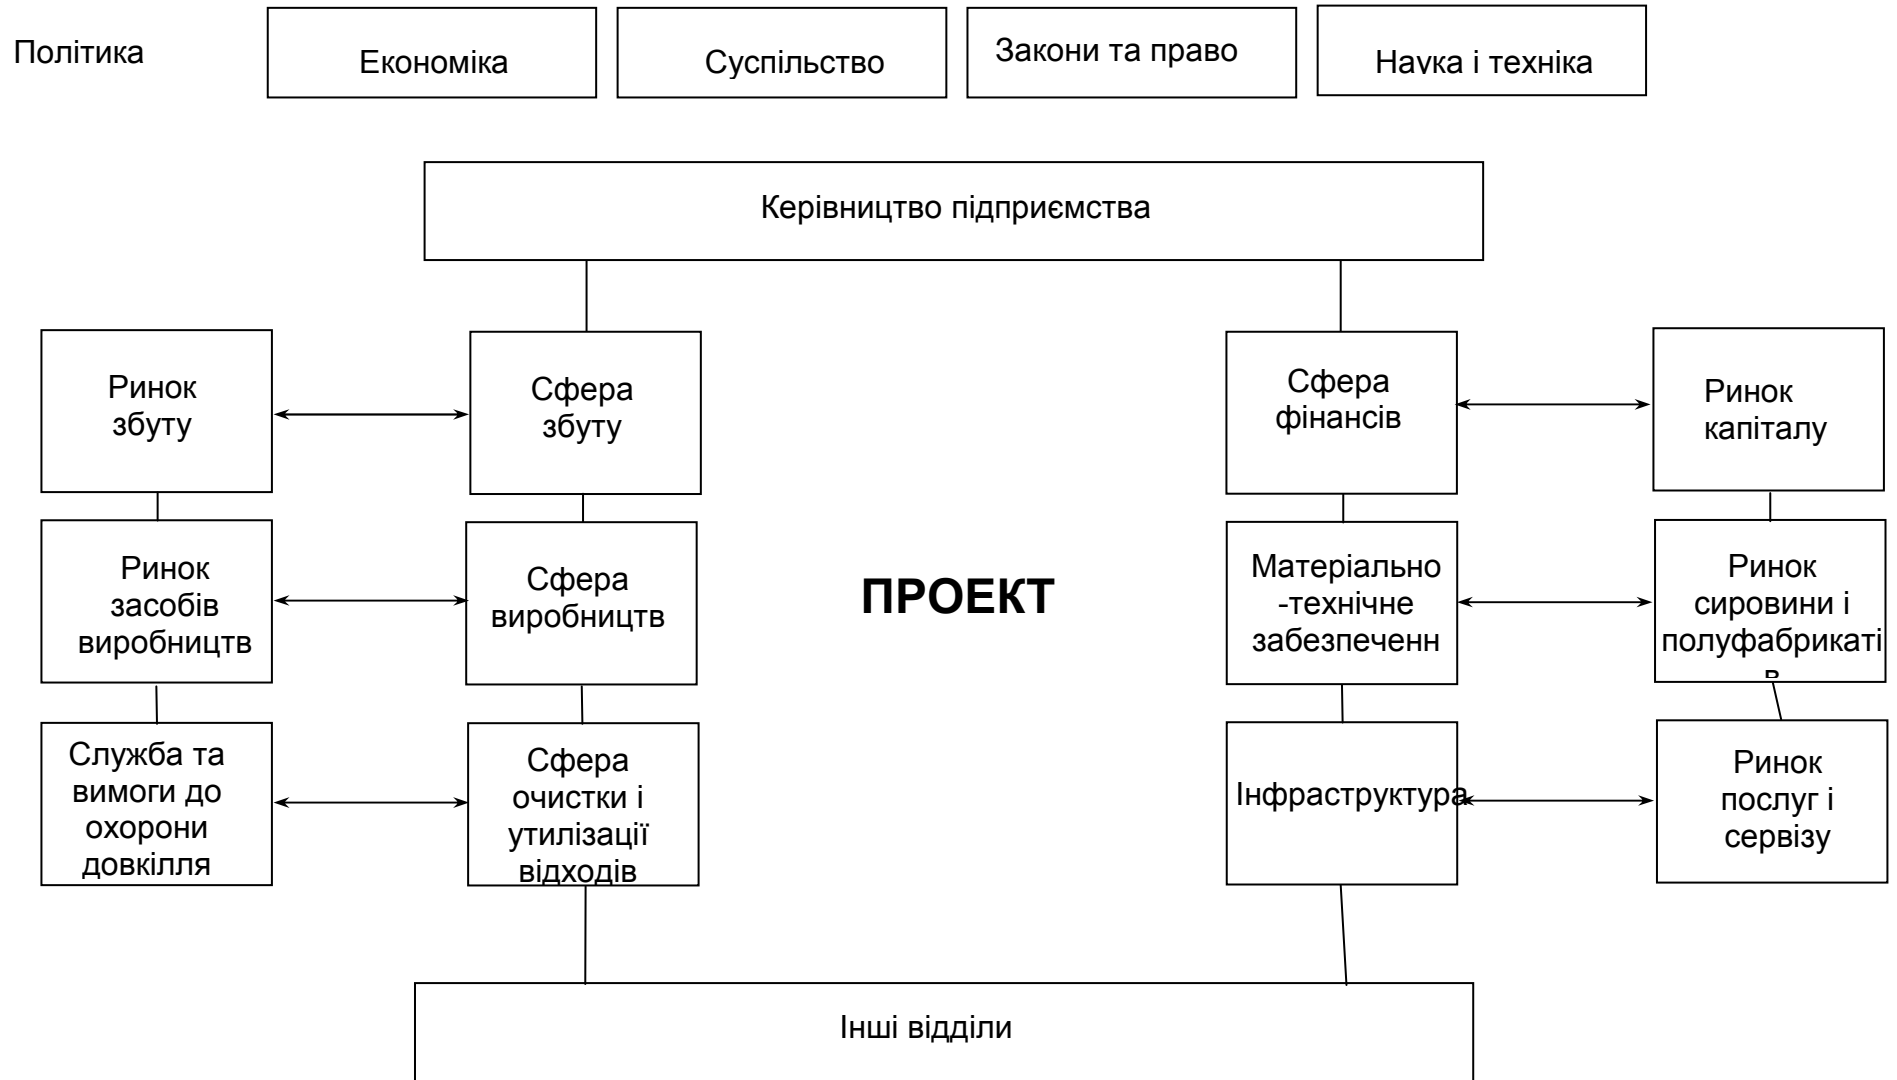 Політика
Економіка
Суспільство
Закони та право
Наука і техніка
Керівництво підприємства
Ринок
збуту
Сфера
збуту
Сфера
фінансів
Ринок
капіталу
Ринок
засобів
виробництв
Сфера
виробництв
ПРОЕКТ
Матеріально
-технічне
забезпеченн
Ринок
сировини і
полуфабрикаті
в
Служба та
вимоги до
охорони
довкілля
Сфера
очистки і
утилізації
відходів
Інфраструктура
Ринок
послуг і
сервізу
Інші відділи